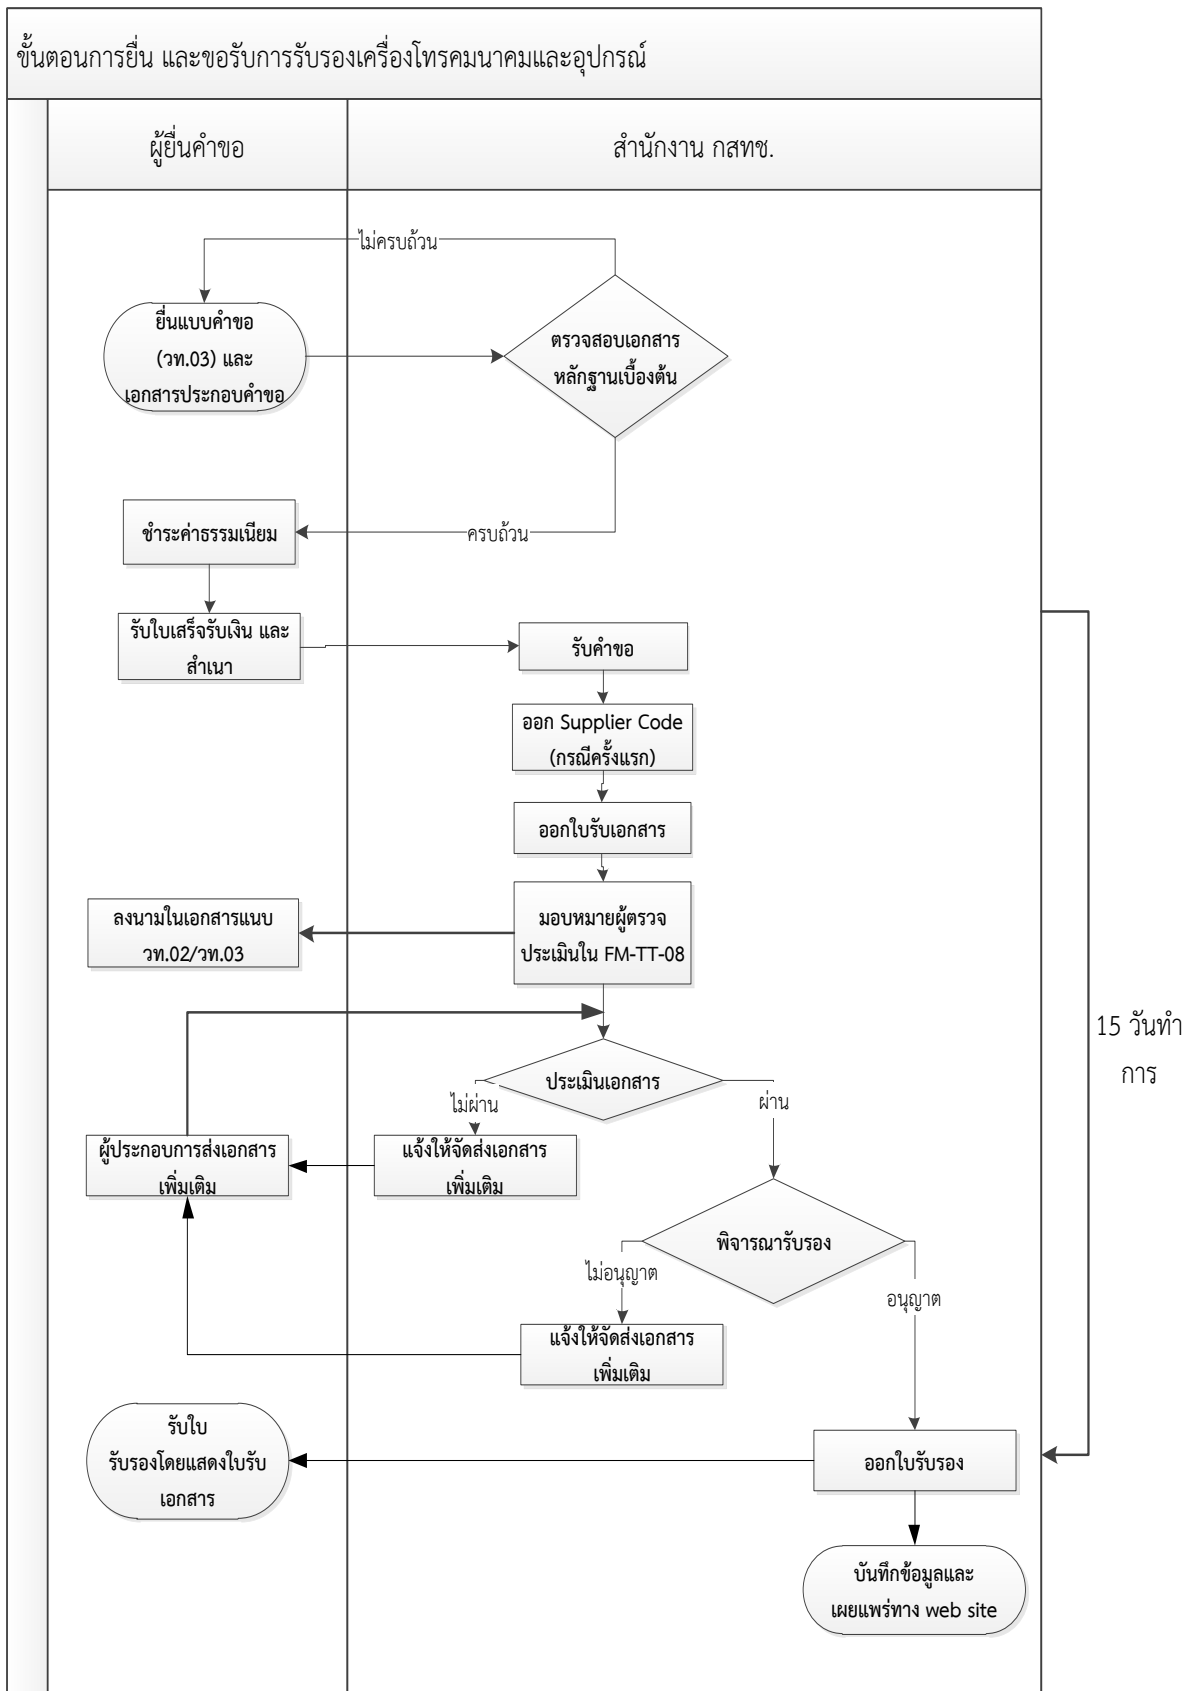 ขั้นตอนการยื่น และขอรับการรับรองเครื่องโทรคมนาคมและอุปกรณ์
ผู้ยื่นคำขอ
สำนักงาน กสทช.
ไม่ครบถ้วน
ยื่นแบบคำขอ
(วท.03) และ
เอกสารประกอบคำขอ
ตรวจสอบเอกสาร
หลักฐานเบื้องต้น
ครบถ้วน
ชำระค่าธรรมเนียม
รับใบเสร็จรับเงิน และ
สำเนา
รับคำขอ
ออก Supplier Code
(กรณีครั้งแรก)
ออกใบรับเอกสาร
มอบหมายผู้ตรวจ
ประเมินใน FM-TT-08
ลงนามในเอกสารแนบ
วท.02/วท.03
15 วันทำ
การ
ประเมินเอกสาร
ไม่ผ่าน
ผ่าน
ผู้ประกอบการส่งเอกสาร
เพิ่มเติม
แจ้งให้จัดส่งเอกสาร
เพิ่มเติม
พิจารณารับรอง
ไม่อนุญาต
อนุญาต
แจ้งให้จัดส่งเอกสาร
เพิ่มเติม
รับใบ
รับรองโดยแสดงใบรับ
เอกสาร
ออกใบรับรอง
บันทึกข้อมูลและ
เผยแพร่ทาง web site